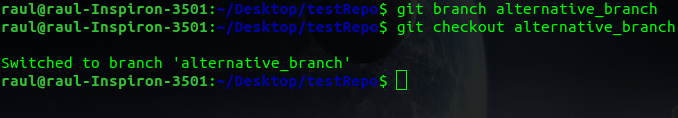 raul@raul-Inspiron-3501:~/Desktop/testRepo$ git branch alternative_branch
raul@raul-Inspiron-3501:~/Desktop/testRepo$ git checkout alternative_branch
Switched to branch 'alternative_branch'
raul@raul-Inspiron-3501:~/Desktop/testRepo$